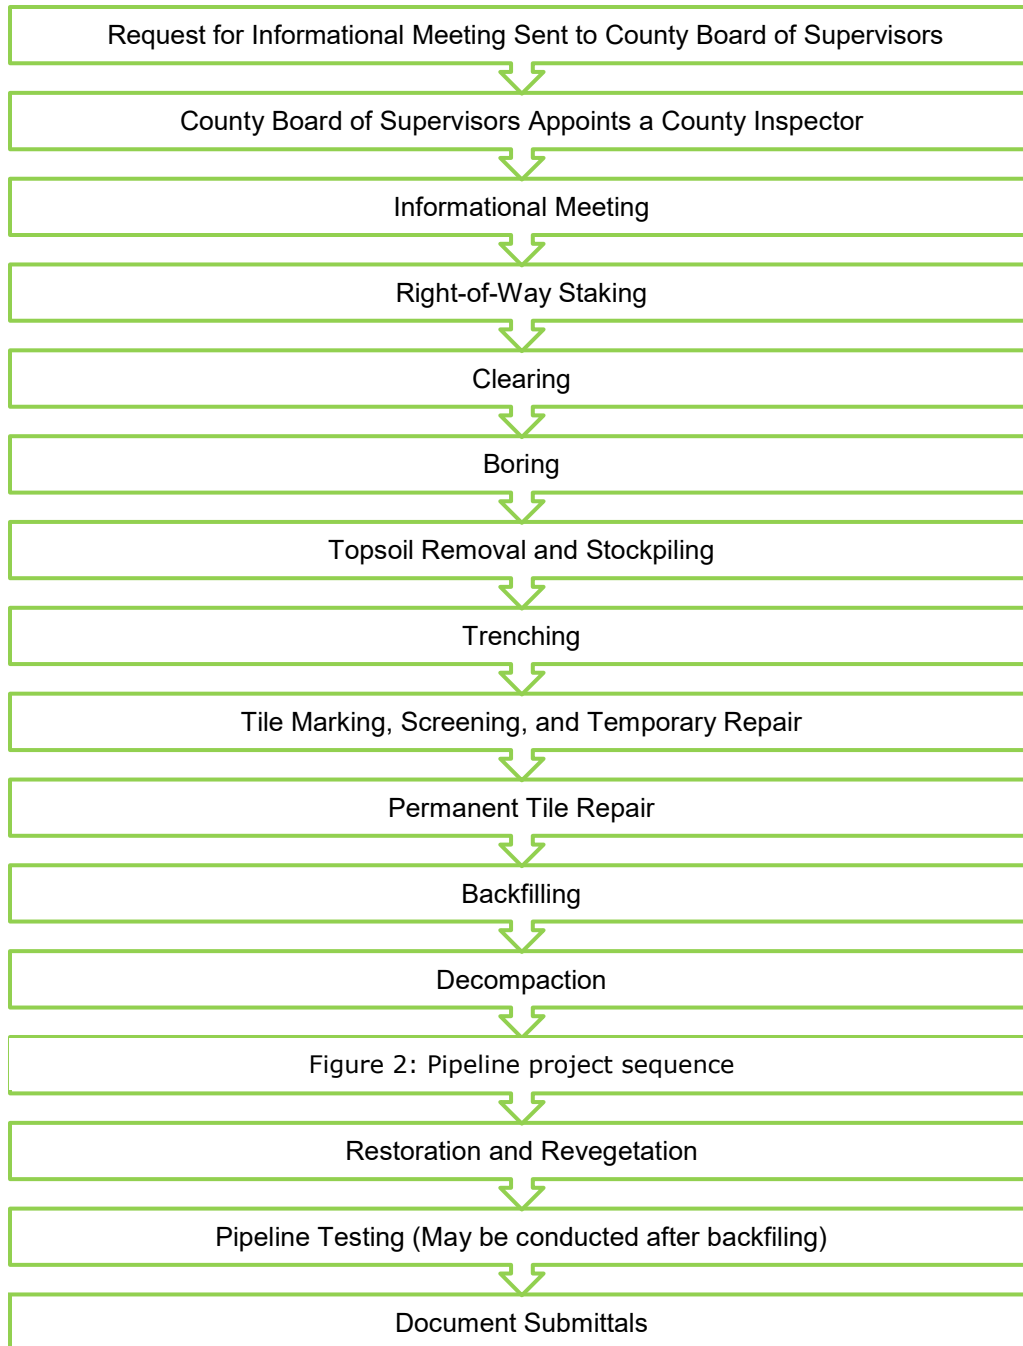 Request for Informational Meeting Sent to County Board of Supervisors
County Board of Supervisors Appoints a County Inspector
Informational Meeting
Right-of-Way Staking
Clearing
Boring
Topsoil Removal and Stockpiling
Trenching
Tile Marking, Screening, and Temporary Repair
Permanent Tile Repair
Backfilling
Decompaction
Figure 2: Pipeline project sequence
Restoration and Revegetation
Pipeline Testing (May be conducted after backfiling)
Document Submittals